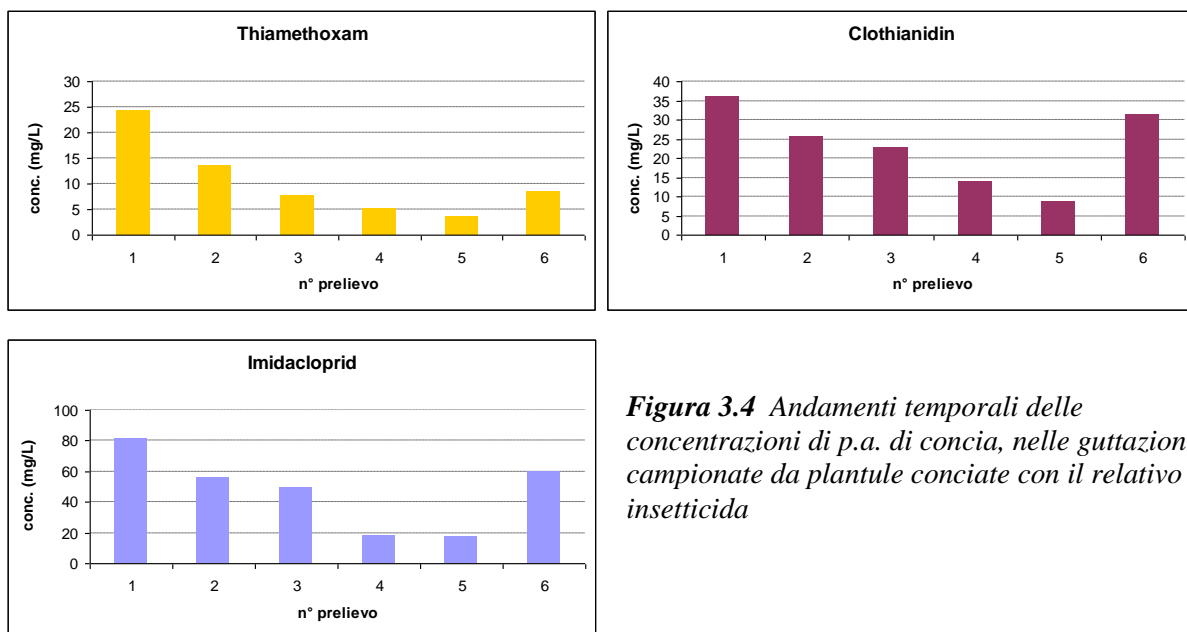 Thiamethoxam
30
25
20
15
10
5
0
conc. (mg/L)
1 2 3 4 5 6
n° prelievo
Clothianidin
40
35
30
25
20
15
10
5
0
conc. (mg/L)
1 2 3 4 5 6
n° prelievo
Imidacloprid
100
80
60
40
20
0
conc. (mg/L)
1 2 3 4 5 6
n° prelievo
Figura 3.4 Andamenti temporali delle
concentrazioni di p.a. di concia, nelle guttazion
campionate da plantule conciate con il relativo
insetticida